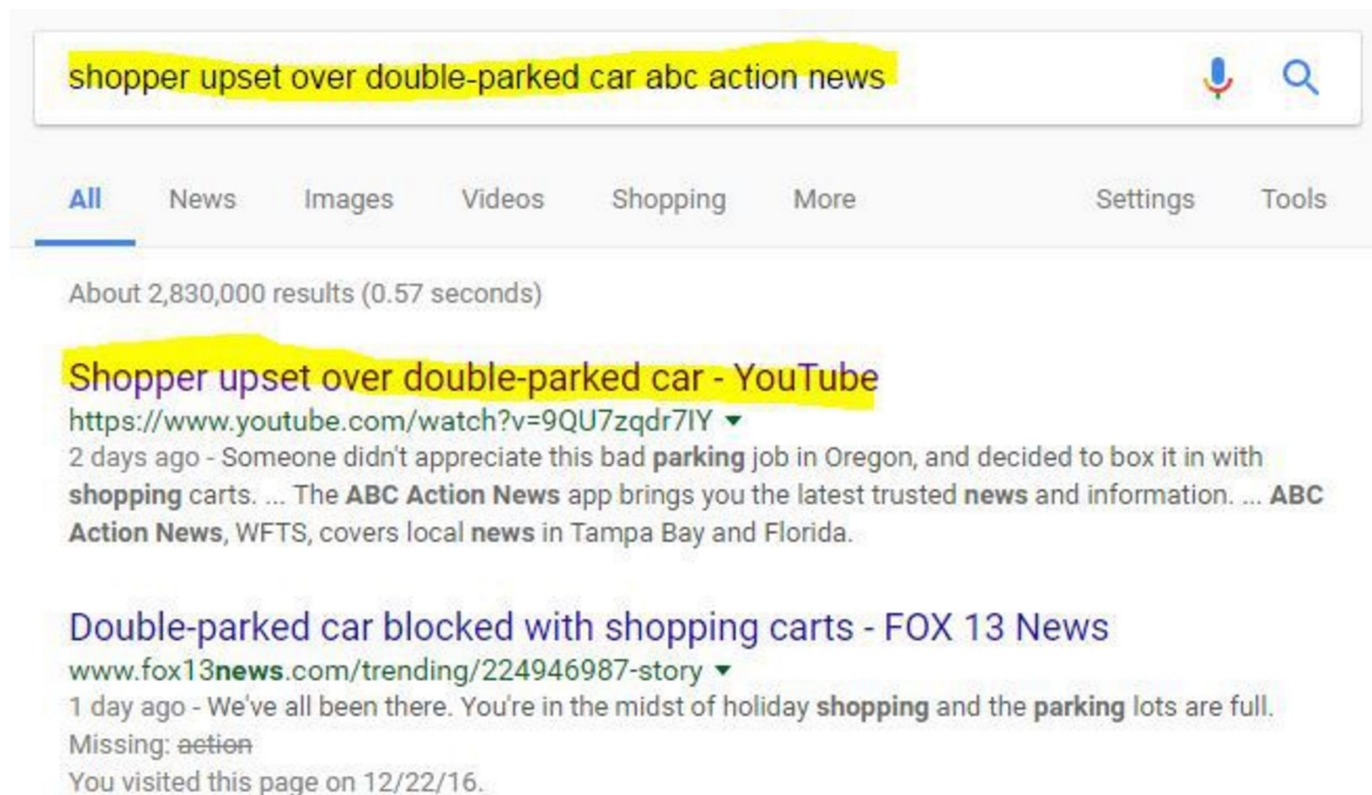 shopper upset over double-parked car abc action news
All News Images Videos Shopping More Settings Tools
About 2,830,000 results (0.57 seconds)
Shopper upset over double-parked car - YouTube
https://www.youtube.com/watch?v=9QU7zqdr7IY
2 days ago - Someone didn't appreciate this bad parking job in Oregon, and decided to box it in with
shopping carts. ... The ABC Action News app brings you the latest trusted news and information. ... ABC
Action News, WFTS, covers local news in Tampa Bay and Florida.
Double-parked car blocked with shopping carts - FOX 13 News
www.fox13news.com/trending/224946987-story
1 day ago - We've all been there. You're in the midst of holiday shopping and the parking lots are full.
Missing: action
You visited this page on 12/22/16.